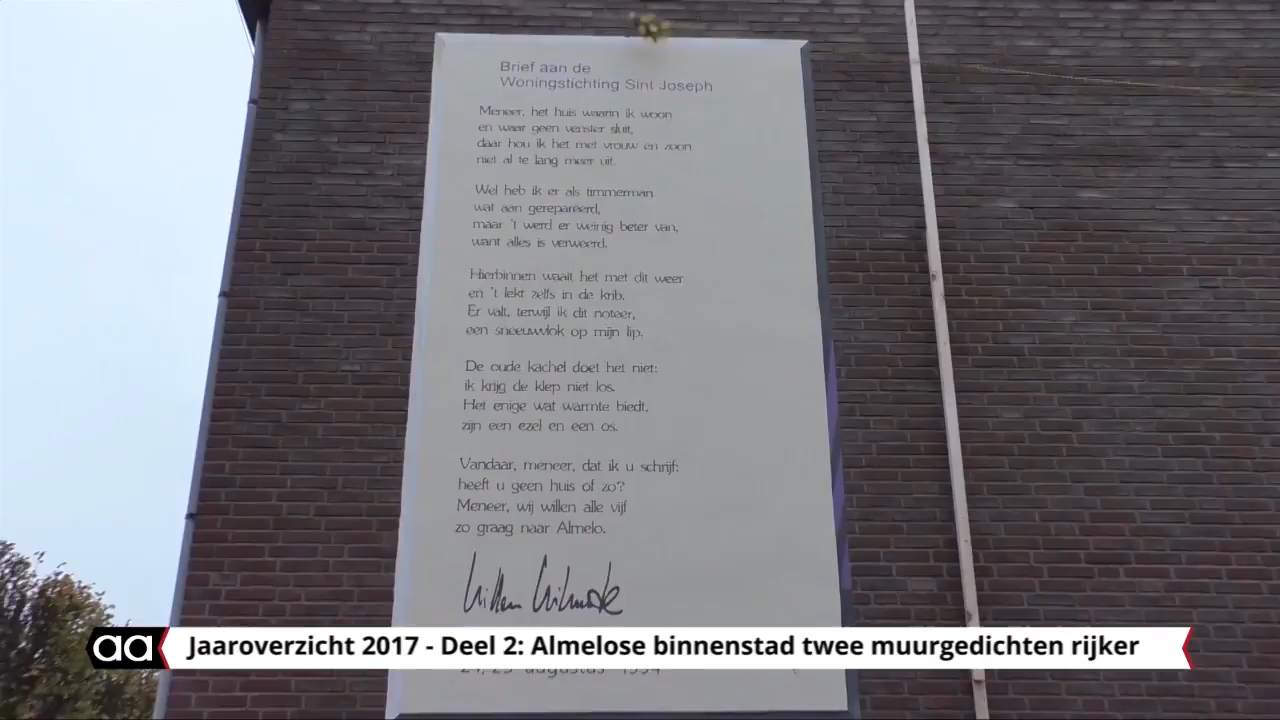 Brief aan de
Woningstichting Sint Joseph
Meneer, het huis waarin ik woon
en waar geen venster sluit,
daar hou ik het met vrouw en zoon
niet al te lang meer uit.
Wel heb ik er als timmerman
wat aan gerepareerd,
maar 't werd er weinig beter van,
want alles is verweerd.
Hierbinnen waait het met dit weer
en 't lekt zelfs in de krib.
Er valt, terwijl ik dit noteer,
een sneeuwvlok op mijn lip.
De oude kachel doet het niet:
ik krijg de klep niet los.
Het enige wat warmte biedt,
zijn een ezel en een os.
Vandaar, meneer, dat ik u schrijf:
heeft u geen huis of zo?
Meneer, wij willen alle vijf
zo graag naar Almelo.
Willem Wilmink
aa Jaaroverzicht 2017 - Deel 2: Almelose binnenstad twee muurgedichten rijker
augustus